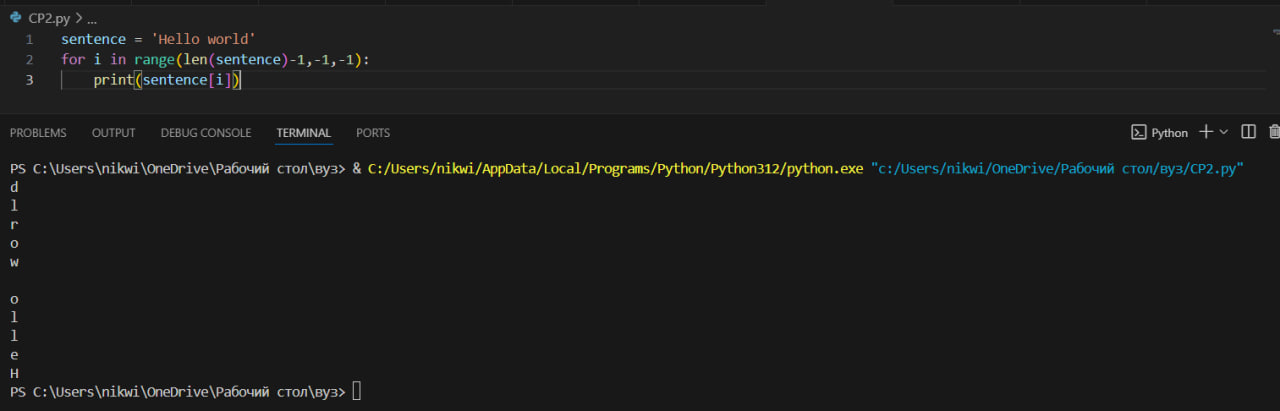 CP2.py > ...
1 sentence = 'Hello world'
2 for i in range(len(sentence)-1,-1,-1):
3     print(sentence[i])
PROBLEMS OUTPUT DEBUG CONSOLE TERMINAL PORTS Python
PS C:\Users\nikwi\OneDrive\Рабочий стол\вуз> & C:/Users/nikwi/AppData/Local/Programs/Python/Python312/python.exe "c:/Users/nikwi/OneDrive/Рабочий стол/вуз/CP2.py"
d
l
r
o
w

o
l
l
e
H
PS C:\Users\nikwi\OneDrive\Рабочий стол\вуз>